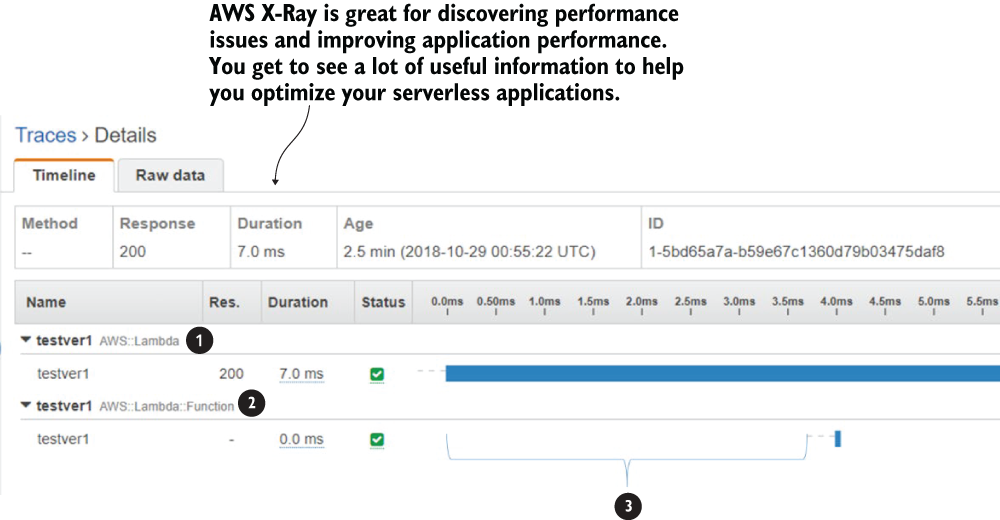 AWS X-Ray is great for discovering performance
issues and improving application performance.
You get to see a lot of useful information to help
you optimize your serverless applications.
Traces > Details
Timeline Raw data
Method Response Duration Age ID
-- 200 7.0 ms 2.5 min (2018-10-29 00:55:22 UTC) 1-5bd65a7a-b59e67c1360d79b03475daf8
Name Res. Duration Status 0.0ms 0.50ms 1.0ms 1.5ms 2.0ms 2.5ms 3.0ms 3.5ms 4.0ms 4.5ms 5.0ms 5.5ms
testver1 AWS::Lambda 1
testver1 200 7.0 ms
testver1 AWS::Lambda::Function 2
testver1 - 0.0 ms
3